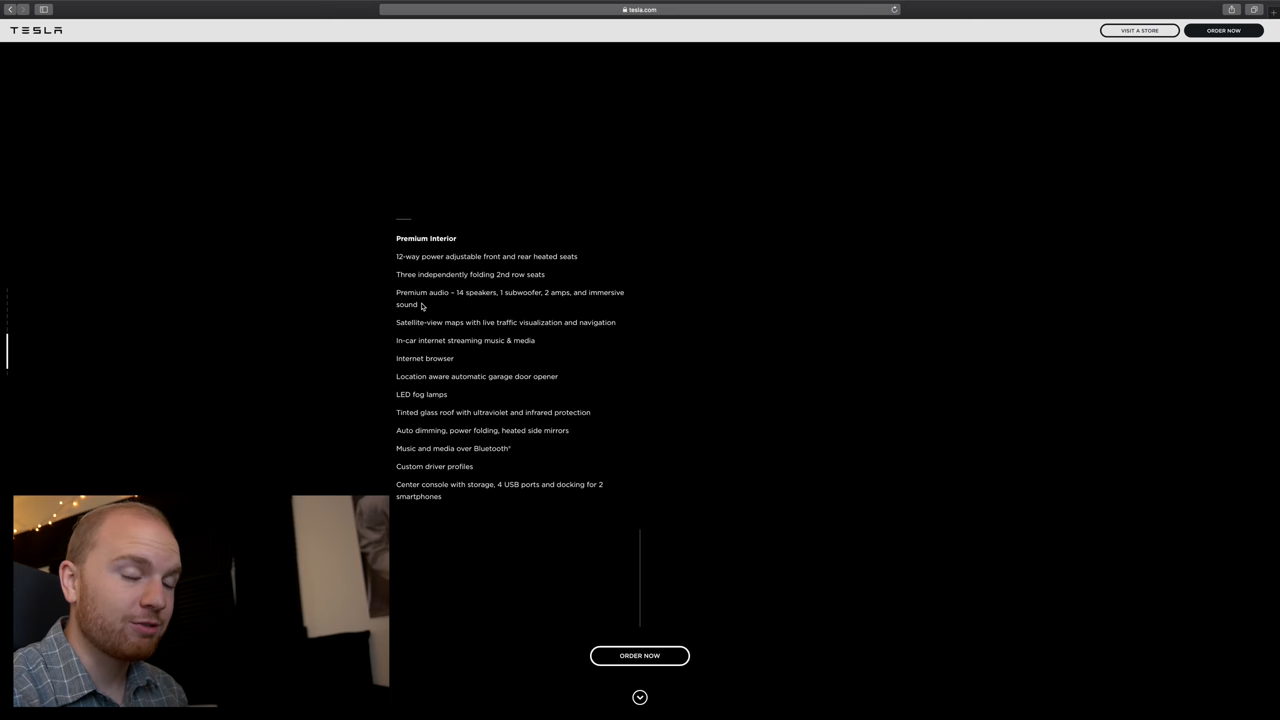 tesla.com
TESLA
VISIT A STORE
ORDER NOW
Premium Interior
12-way power adjustable front and rear heated seats
Three independently folding 2nd row seats
Premium audio – 14 speakers, 1 subwoofer, 2 amps, and immersive
sound
Satellite-view maps with live traffic visualization and navigation
In-car internet streaming music & media
Internet browser
Location aware automatic garage door opener
LED fog lamps
Tinted glass roof with ultraviolet and infrared protection
Auto dimming, power folding, heated side mirrors
Music and media over Bluetooth®
Custom driver profiles
Center console with storage, 4 USB ports and docking for 2
smartphones
ORDER NOW